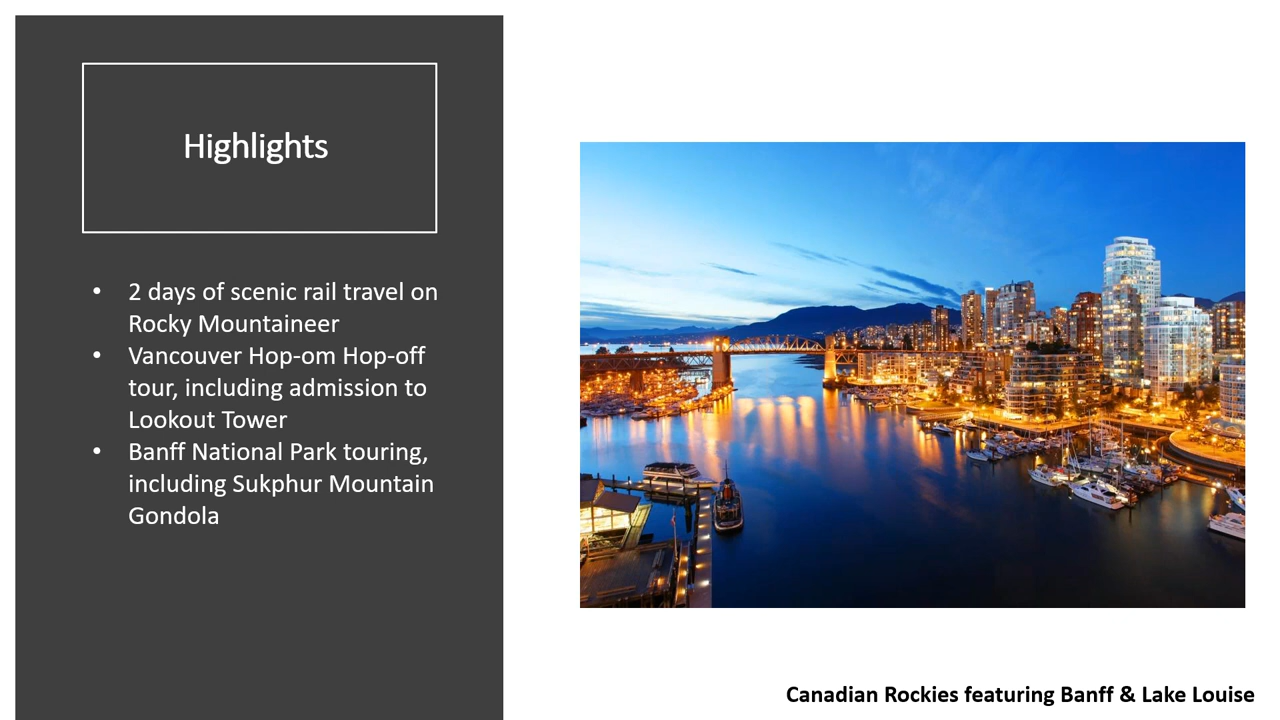 Highlights
• 2 days of scenic rail travel on
Rocky Mountaineer
• Vancouver Hop-om Hop-off
tour, including admission to
Lookout Tower
• Banff National Park touring,
including Sukphur Mountain
Gondola
Canadian Rockies featuring Banff & Lake Louise